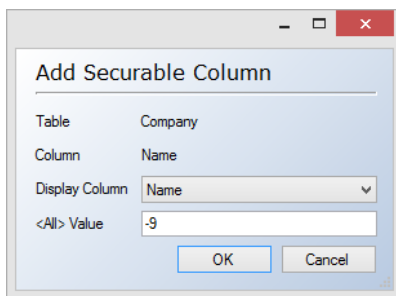 Add Securable Column
Table Company
Column Name
Display Column Name
<All> Value -9
OK Cancel